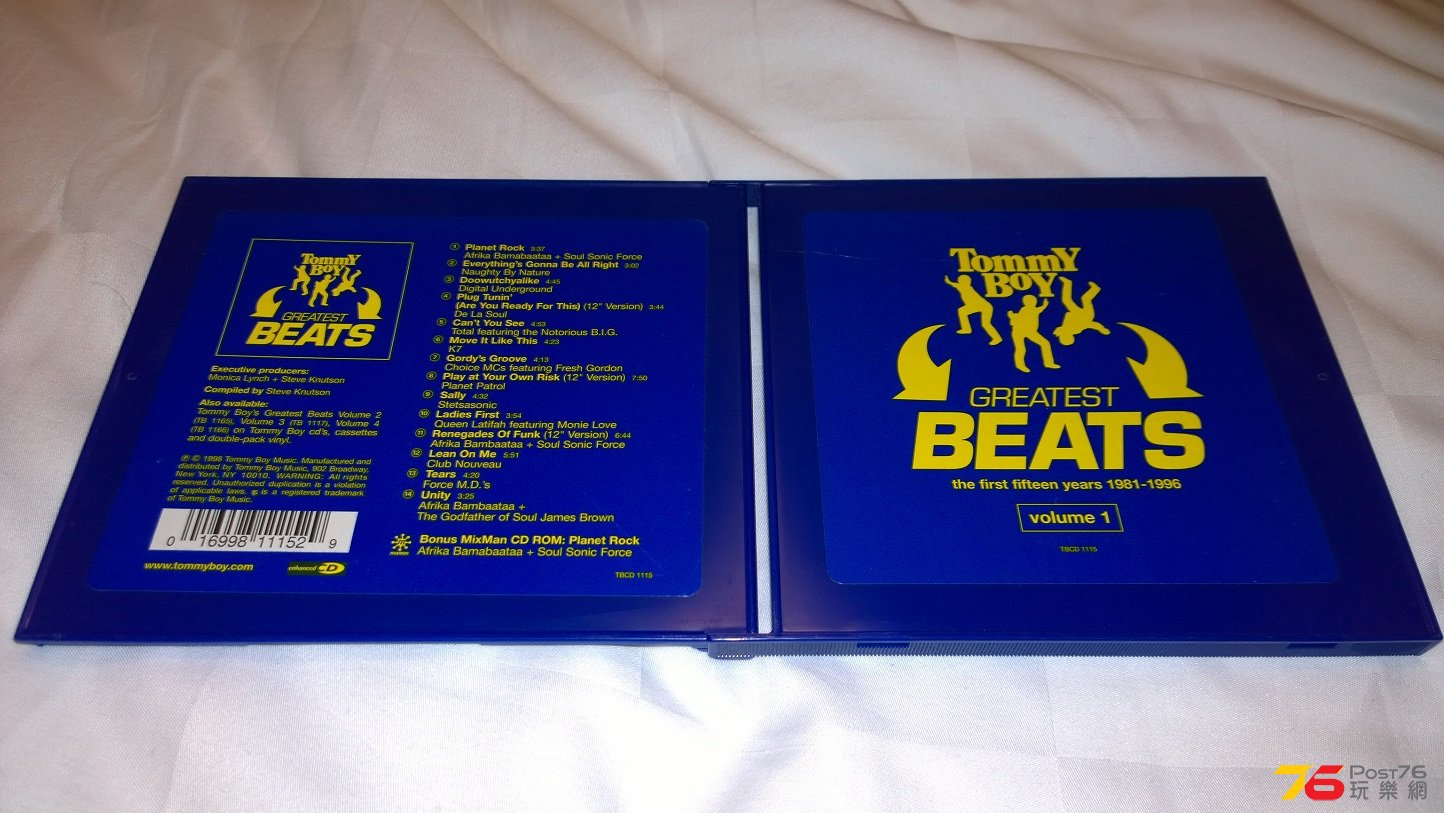 Tommy
Boy
GREATEST
BEATS
Executive producers:
Monica Lynch + Steve Knutson
Compiled by Steve Knutson
Also available:
Tommy Boy's Greatest Beats Volume 2
(TB 1165), Volume 3 (TB 1117), Volume 4
(TB 1166) on Tommy Boy cd's, cassettes
and double-pack vinyl.
℗ © 1998 Tommy Boy Music. Manufactured and
distributed by Tommy Boy Music, 902 Broadway,
New York, NY 10010. WARNING: All rights
reserved. Unauthorized duplication is a violation
of applicable laws. is a registered trademark
of Tommy Boy Music.
0 16998 11152 9
www.tommyboy.com
enhanced CD
1 Planet Rock 3:37
Afrika Bamabaataa + Soul Sonic Force
2 Everything's Gonna Be All Right 3:02
Naughty By Nature
3 Doowutchyalike 4:45
Digital Underground
4 Plug Tunin'
(Are You Ready For This) (12" Version) 3:44
De La Soul
5 Can't You See 4:53
Total featuring the Notorious B.I.G.
6 Move It Like This 4:23
K7
7 Gordy's Groove 4:13
Choice MCs featuring Fresh Gordon
8 Play at Your Own Risk (12" Version) 7:50
Planet Patrol
9 Sally 4:32
Stetsasonic
10 Ladies First 3:54
Queen Latifah featuring Monie Love
11 Renegades Of Funk (12" Version) 6:44
Afrika Bambaataa + Soul Sonic Force
12 Lean On Me 5:51
Club Nouveau
13 Tears 4:20
Force M.D.'s
14 Unity 3:25
Afrika Bambaataa +
The Godfather of Soul James Brown
Bonus MixMan CD ROM: Planet Rock
Afrika Bamabaataa + Soul Sonic Force
TBCD 1115
Tommy
Boy
GREATEST
BEATS
the first fifteen years 1981-1996
volume 1
TBCD 1115
76 Post76
玩樂網